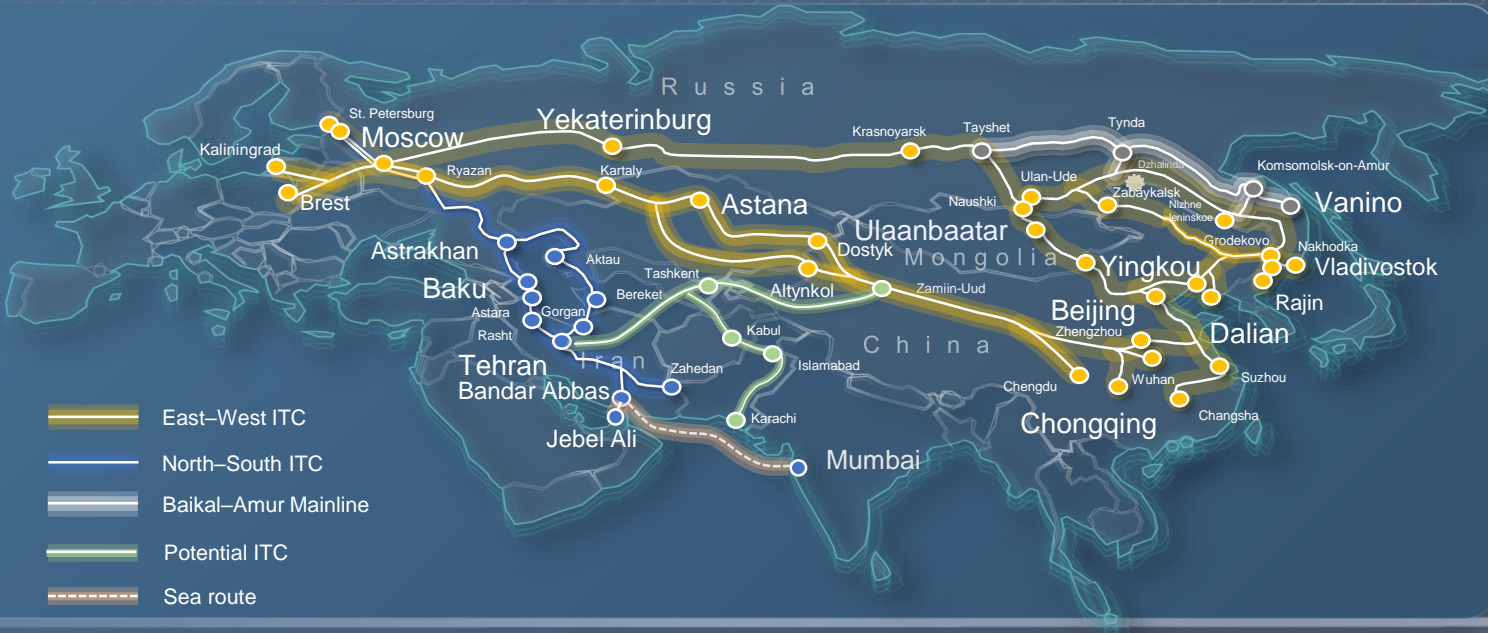 Russia
St. Petersburg
Moscow
Yekaterinburg
Krasnoyarsk
Tayshet
Tynda
Kaliningrad
Ryazan
Kartaly
Dzhalinda
Komsomolsk-on-Amur
Brest
Astana
Ulan-Ude
Zabaykalsk
Naushki
Nizhne
Leninskoe
Vanino
Astrakhan
Dostyk
Ulaanbaatar
Mongolia
Grodekovo
Nakhodka
Aktau
Tashkent
Yingkou
Vladivostok
Baku
Bereket
Altynkol
Zamiin-Uud
Astara
Gorgan
Beijing
Rajin
Rasht
Kabul
Zhengzhou
Dalian
Tehran
Iran
China
Zahedan
Islamabad
Bandar Abbas
Chengdu
Wuhan
Suzhou
Karachi
Changsha
Chongqing
Jebel Ali
Mumbai
East–West ITC
North–South ITC
Baikal–Amur Mainline
Potential ITC
Sea route